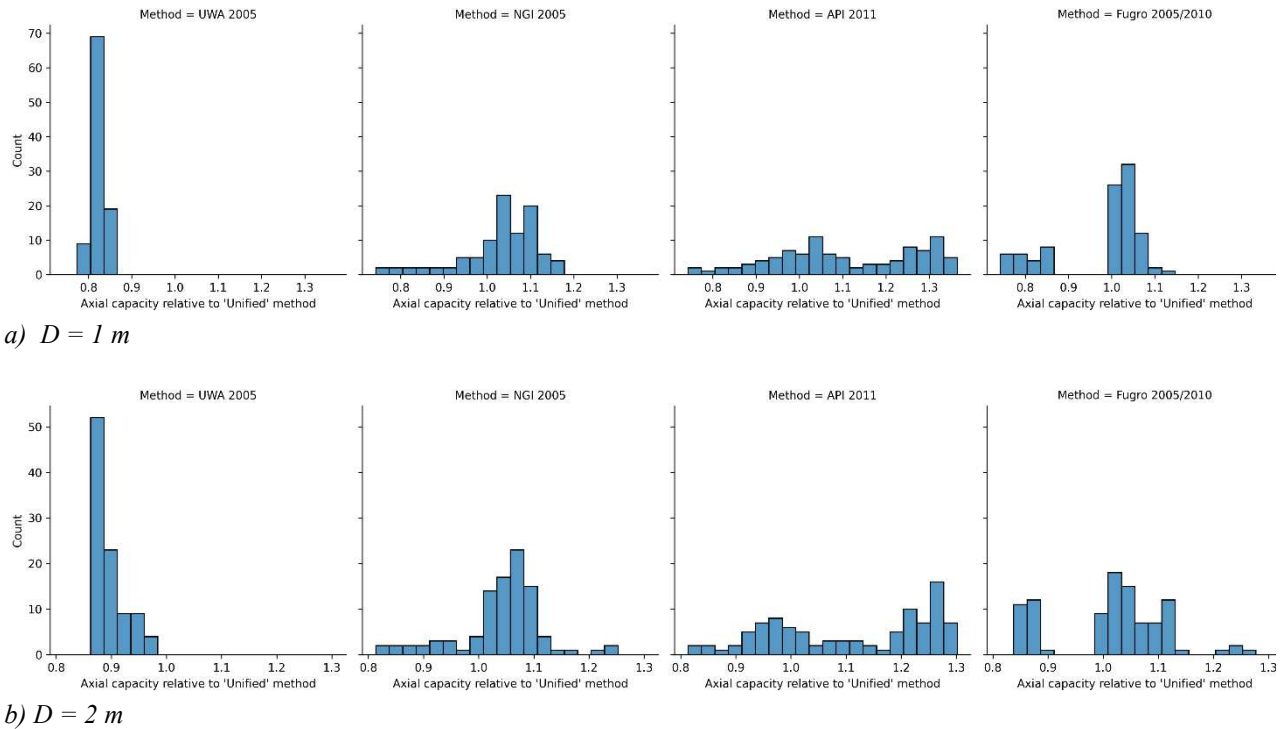 Method = UWA 2005 Method = NGI 2005 Method = API 2011 Method = Fugro 2005/2010
70
60
50
40
30
20
10
0
Count
0.8 0.9 1.0 1.1 1.2 1.3 0.8 0.9 1.0 1.1 1.2 1.3 0.8 0.9 1.0 1.1 1.2 1.3 0.8 0.9 1.0 1.1 1.2 1.3
Axial capacity relative to 'Unified' method Axial capacity relative to 'Unified' method Axial capacity relative to 'Unified' method Axial capacity relative to 'Unified' method
a) D = 1 m
Method = UWA 2005 Method = NGI 2005 Method = API 2011 Method = Fugro 2005/2010
50
40
30
20
10
0
Count
0.8 0.9 1.0 1.1 1.2 1.3 0.8 0.9 1.0 1.1 1.2 1.3 0.8 0.9 1.0 1.1 1.2 1.3 0.8 0.9 1.0 1.1 1.2 1.3
Axial capacity relative to 'Unified' method Axial capacity relative to 'Unified' method Axial capacity relative to 'Unified' method Axial capacity relative to 'Unified' method
b) D = 2 m